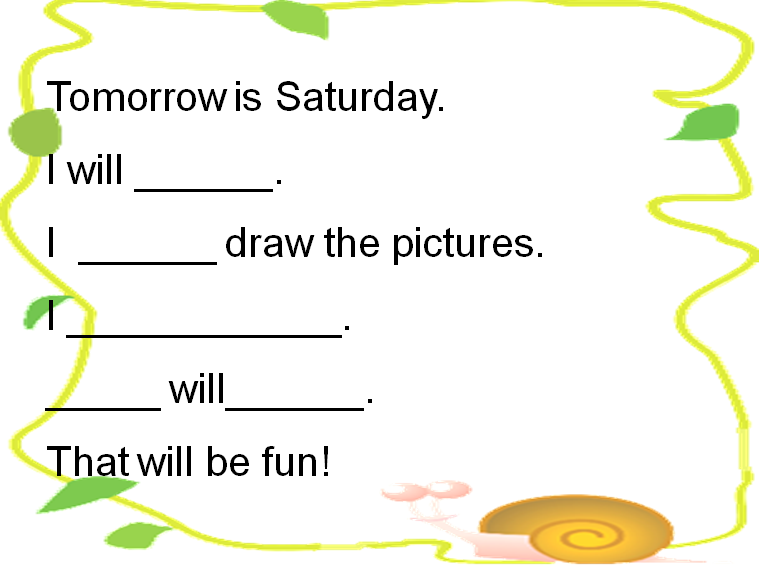 Tomorrow is Saturday.
I will ______.
I ______ draw the pictures.
I ____________.
_____ will______.
That will be fun!